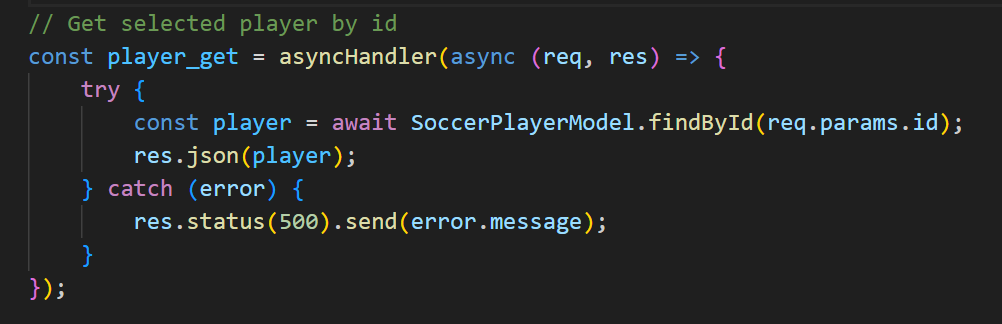 // Get selected player by id
const player_get = asyncHandler(async (req, res) => {
    try {
        const player = await SoccerPlayerModel.findById(req.params.id);
        res.json(player);
    } catch (error) {
        res.status(500).send(error.message);
    }
});